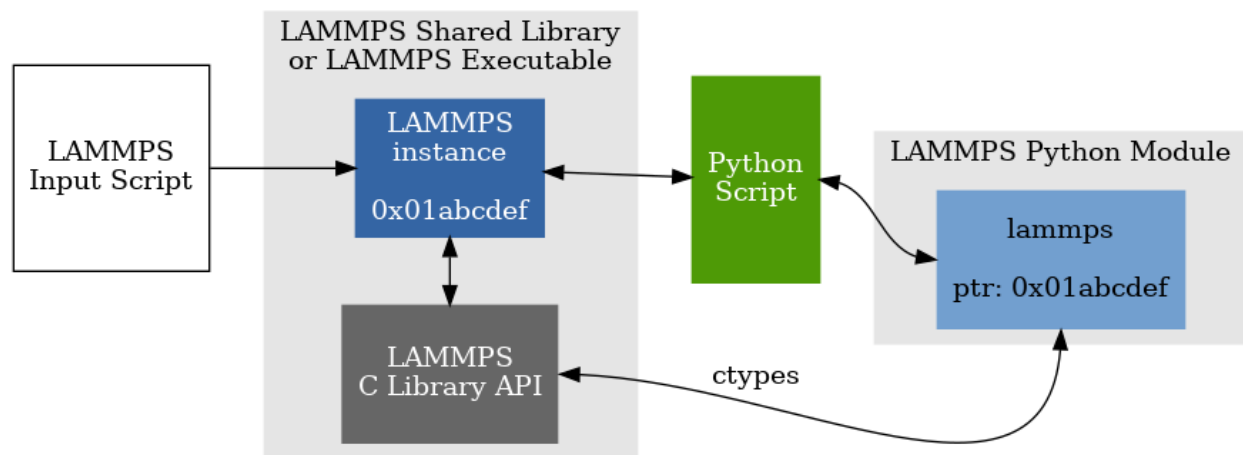 LAMMPS
Input Script
LAMMPS Shared Library
or LAMMPS Executable
LAMMPS
instance
0x01abcdef
LAMMPS
C Library API
Python
Script
ctypes
LAMMPS Python Module
lammps
ptr: 0x01abcdef